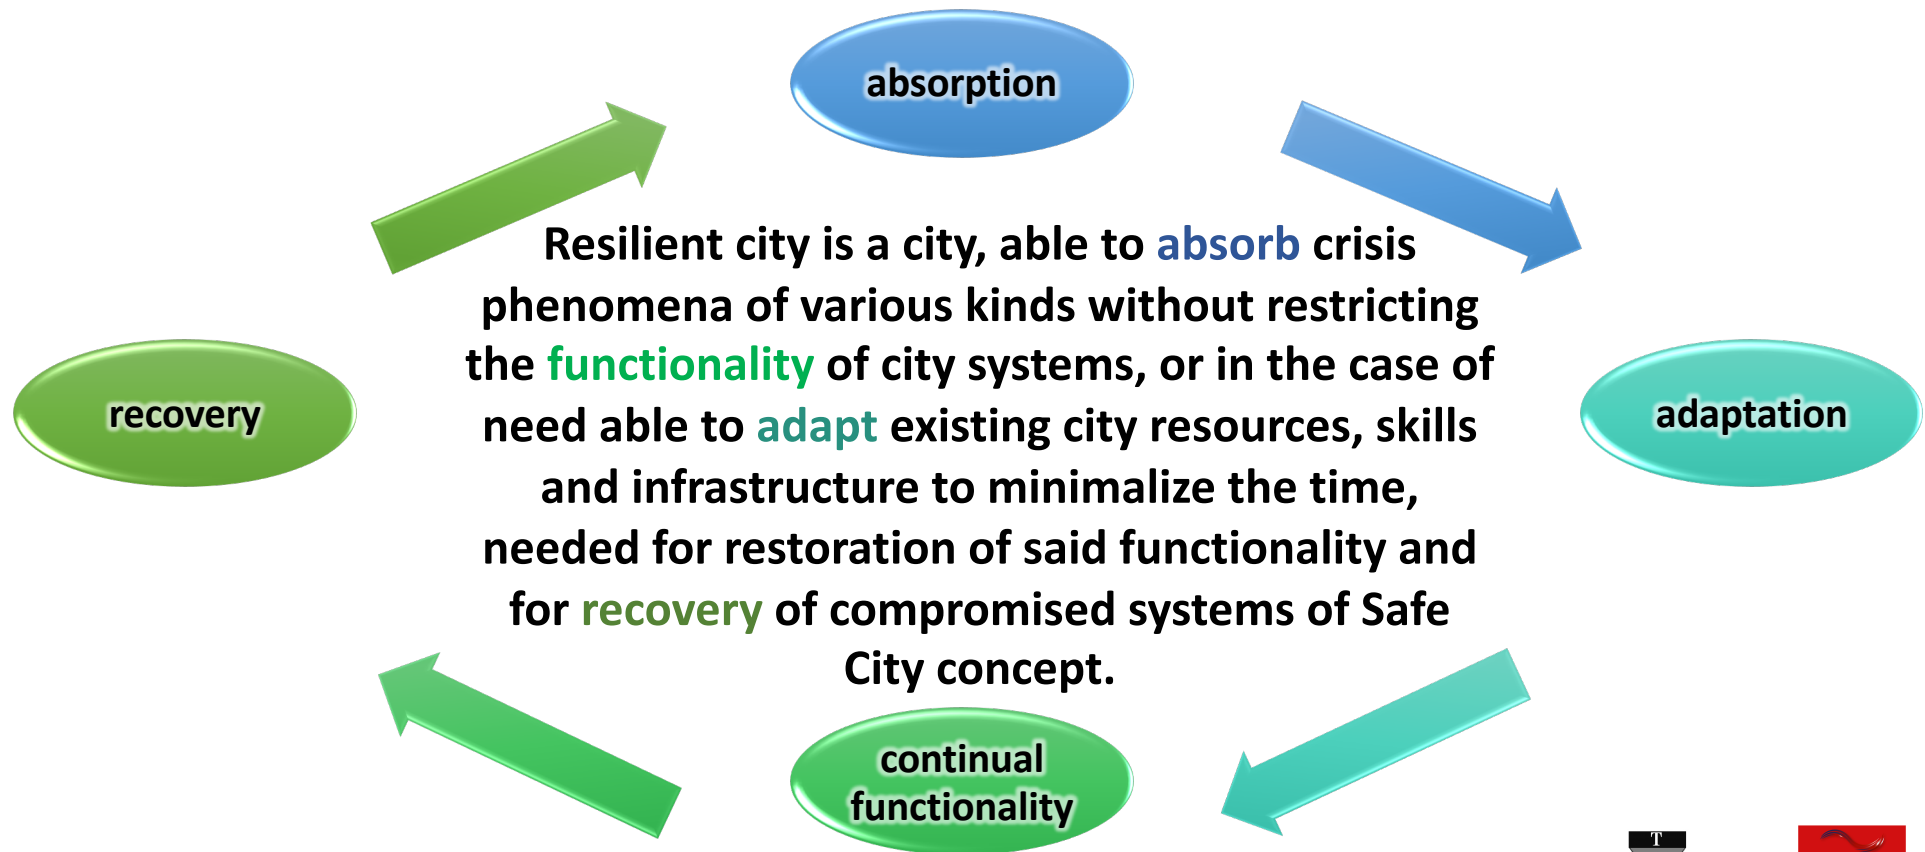 absorption
Resilient city is a city, able to absorb crisis
phenomena of various kinds without restricting
the functionality of city systems, or in the case of
need able to adapt existing city resources, skills
and infrastructure to minimalize the time,
needed for restoration of said functionality and
for recovery of compromised systems of Safe
City concept.
recovery
adaptation
continual
functionality
T